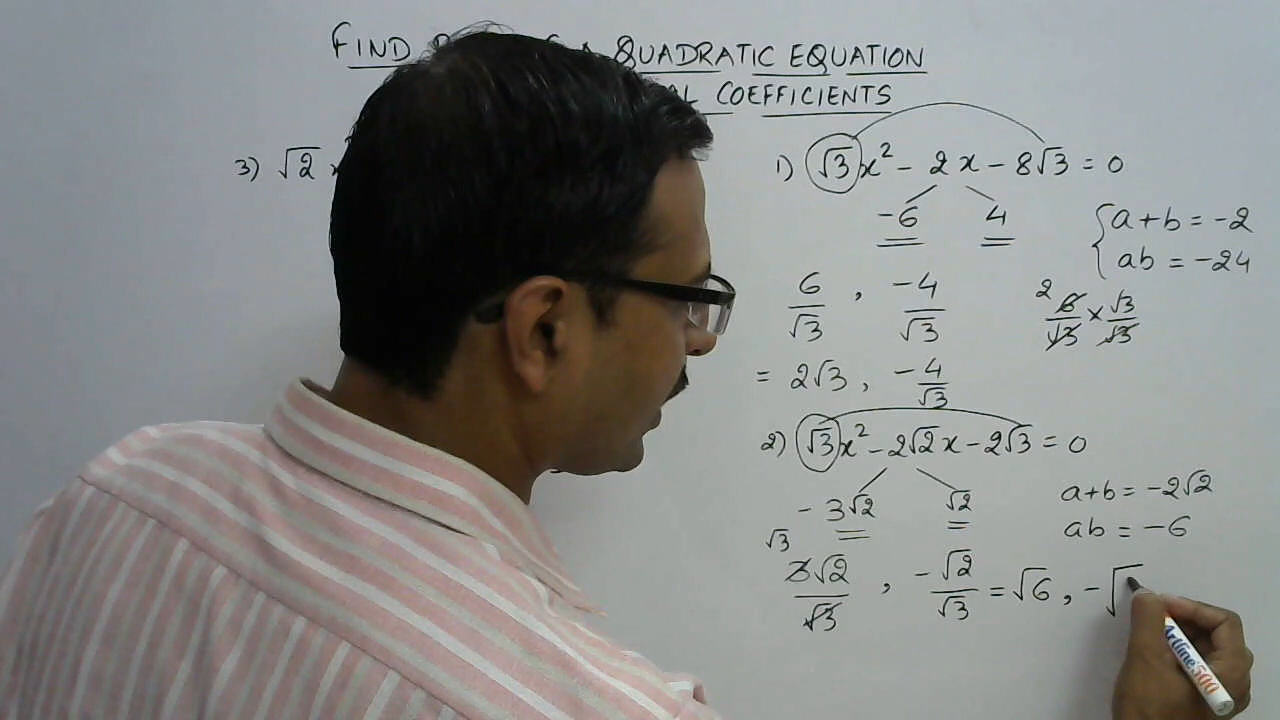 FIND QUADRATIC EQUATION
COEFFICIENTS
3) √2
1) √3x² - 2x - 8√3 = 0
-6 4
a+b = -2
ab = -24
6/√3 , -4/√3
2 6/√3 × √3/√3
= 2√3 , -4/√3
2) √3x² - 2√2x - 2√3 = 0
-3√2 √2
a+b = -2√2
ab = -6
√3
3√2/√3 , -√2/√3 = √6 , -√
Artline 500